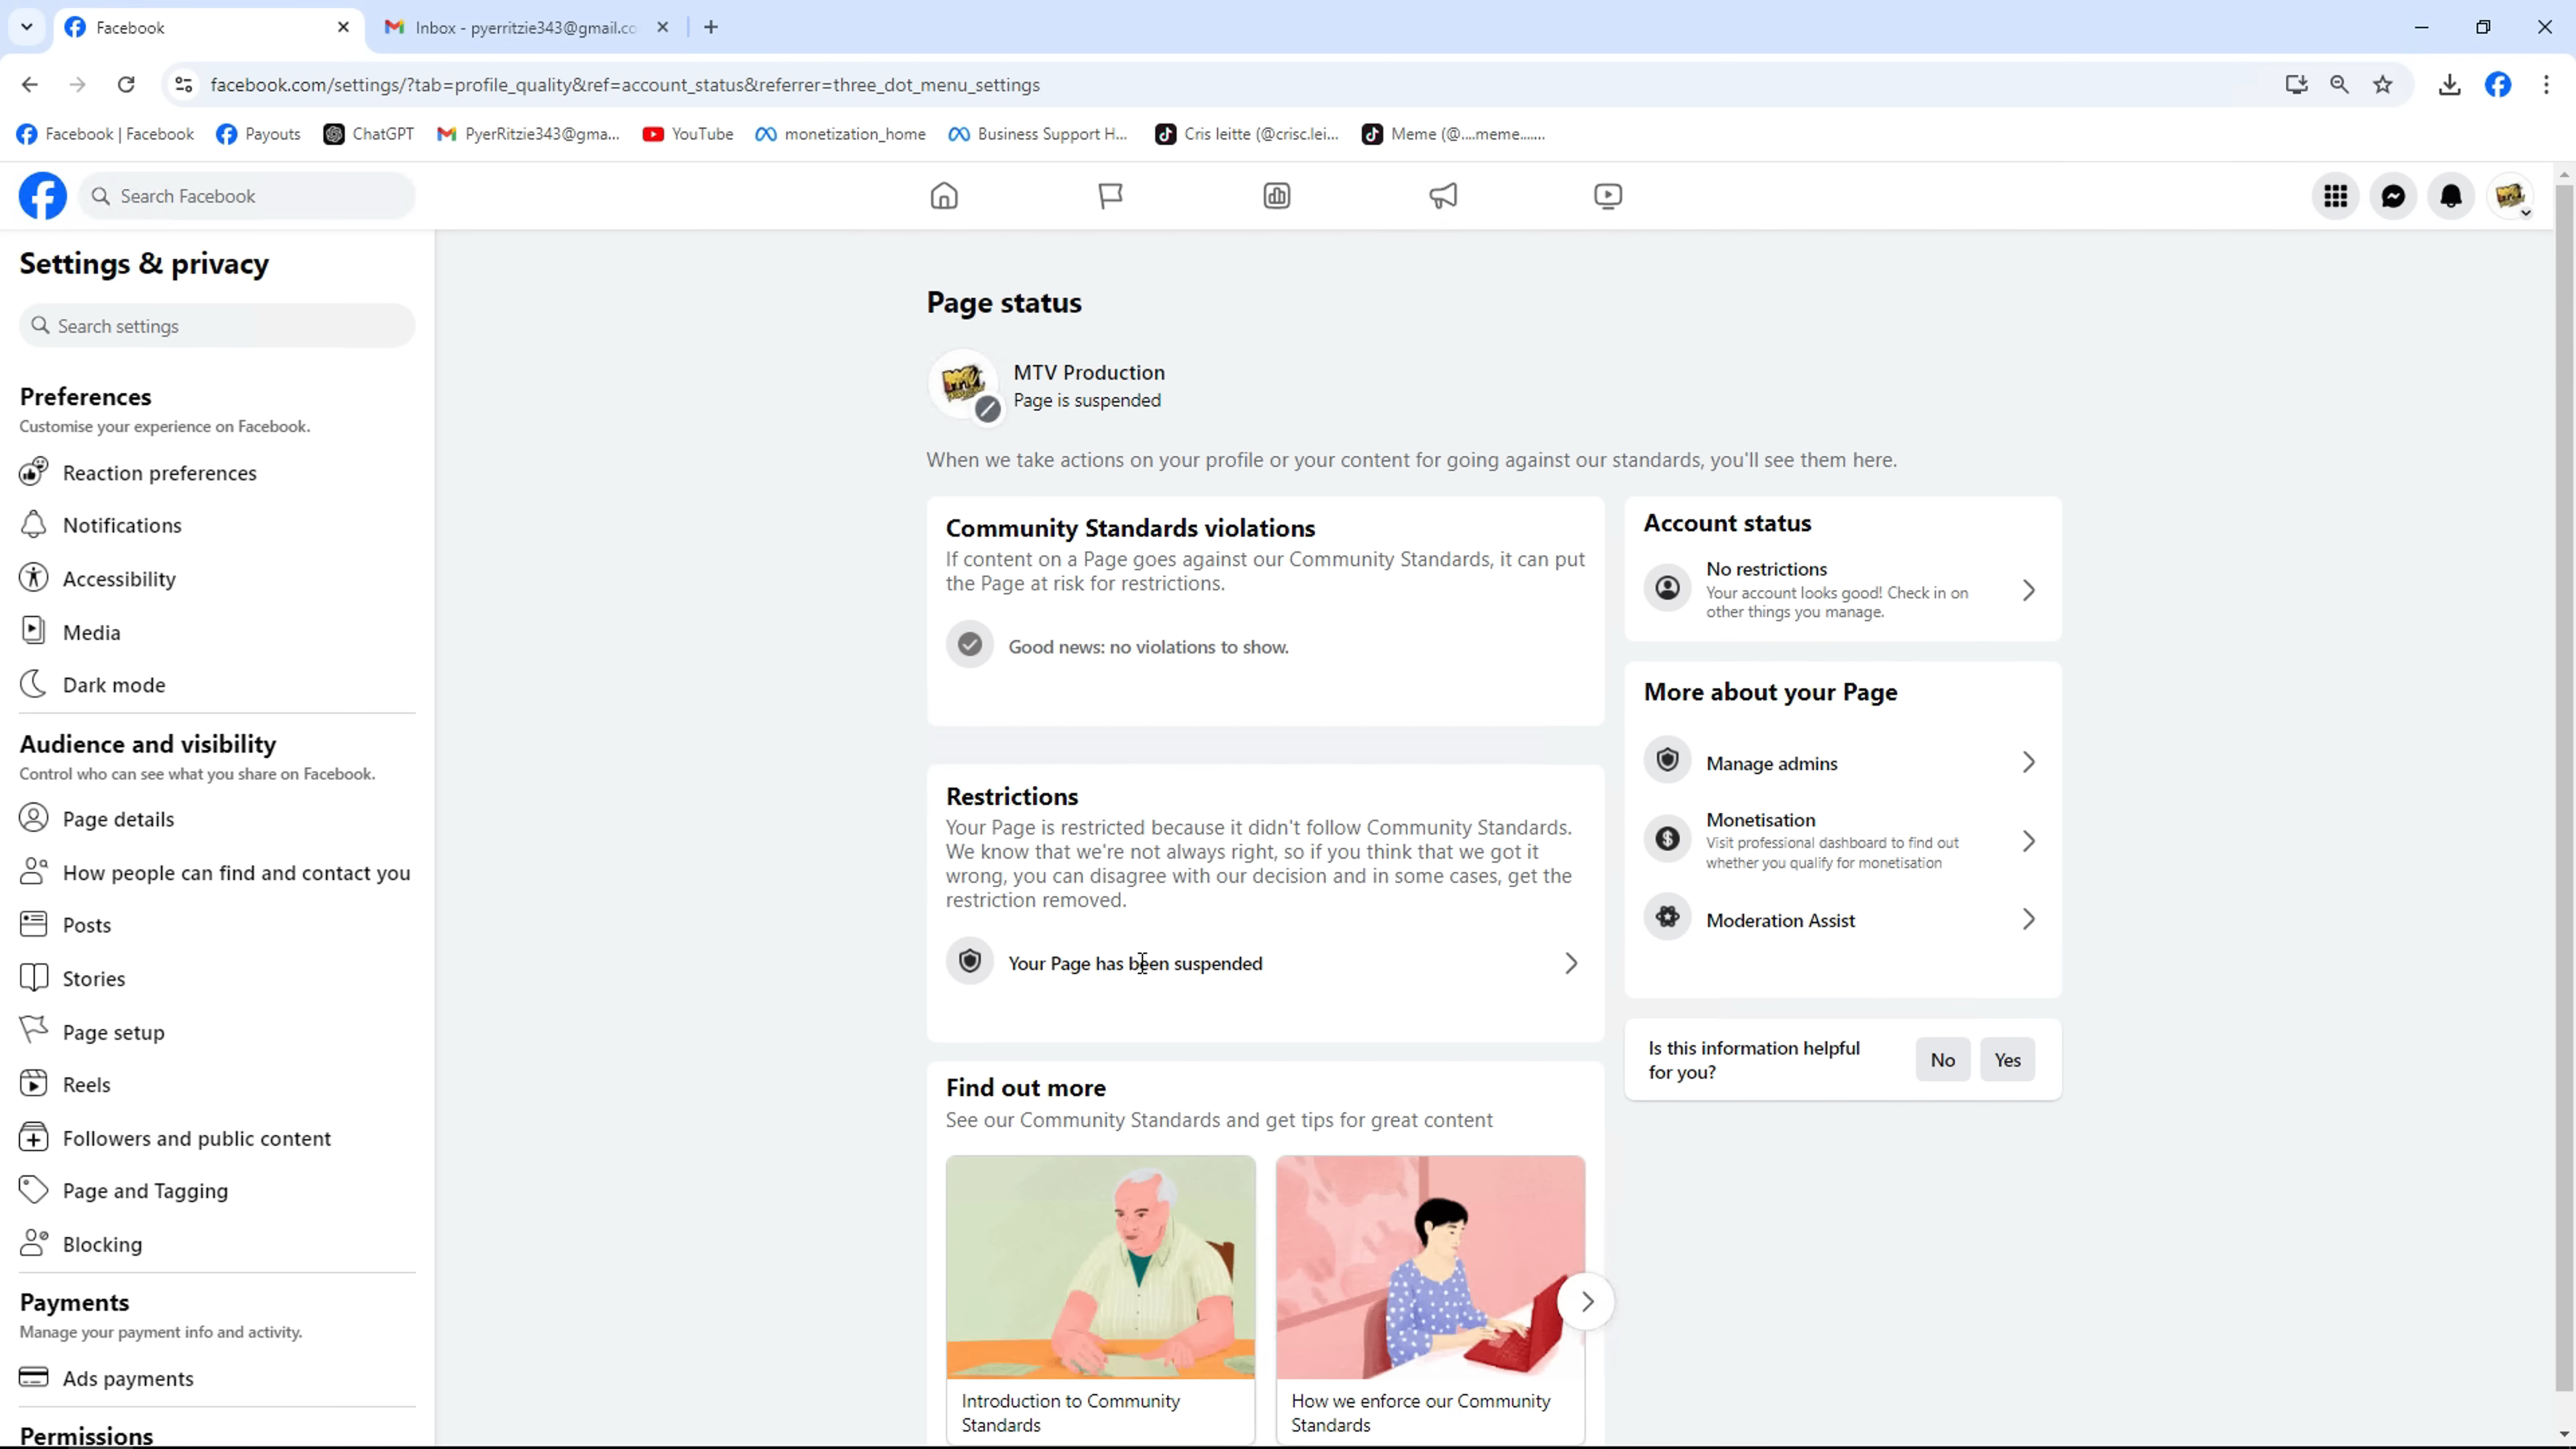 Facebook
Inbox - pyerritzie343@gmail.co
facebook.com/settings/?tab=profile_quality&ref=account_status&referrer=three_dot_menu_settings
Facebook | Facebook
Payouts
ChatGPT
PyerRitzie343@gma...
YouTube
monetization_home
Business Support H...
Cris leitte (@crisc.lei...
Meme (@....meme......
Search Facebook
Settings & privacy
Search settings
Preferences
Customise your experience on Facebook.
Reaction preferences
Notifications
Accessibility
Media
Dark mode
Audience and visibility
Control who can see what you share on Facebook.
Page details
How people can find and contact you
Posts
Stories
Page setup
Reels
Followers and public content
Page and Tagging
Blocking
Payments
Manage your payment info and activity.
Ads payments
Permissions
Page status
MTV Production
Page is suspended
When we take actions on your profile or your content for going against our standards, you'll see them here.
Community Standards violations
If content on a Page goes against our Community Standards, it can put
the Page at risk for restrictions.
Good news: no violations to show.
Restrictions
Your Page is restricted because it didn't follow Community Standards.
We know that we're not always right, so if you think that we got it
wrong, you can disagree with our decision and in some cases, get the
restriction removed.
Your Page has been suspended
Find out more
See our Community Standards and get tips for great content
Introduction to Community
Standards
How we enforce our Community
Standards
Account status
No restrictions
Your account looks good! Check in on
other things you manage.
More about your Page
Manage admins
Monetisation
Visit professional dashboard to find out
whether you qualify for monetisation
Moderation Assist
Is this information helpful
for you?
No
Yes